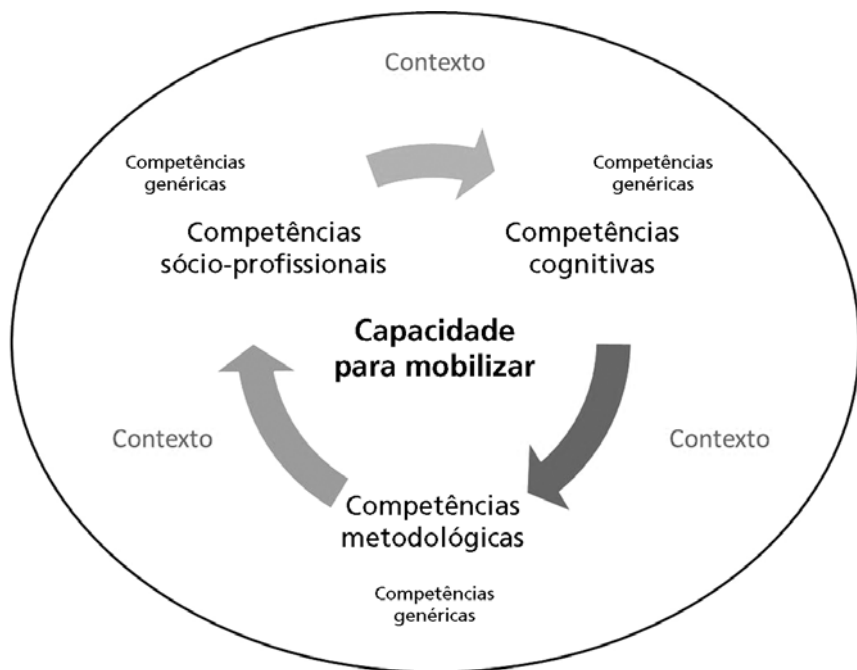 Contexto
Competências
genéricas
Competências
genéricas
Competências
sócio-profissionais
Competências
cognitivas
Capacidade
para mobilizar
Contexto
Contexto
Competências
metodológicas
Competências
genéricas